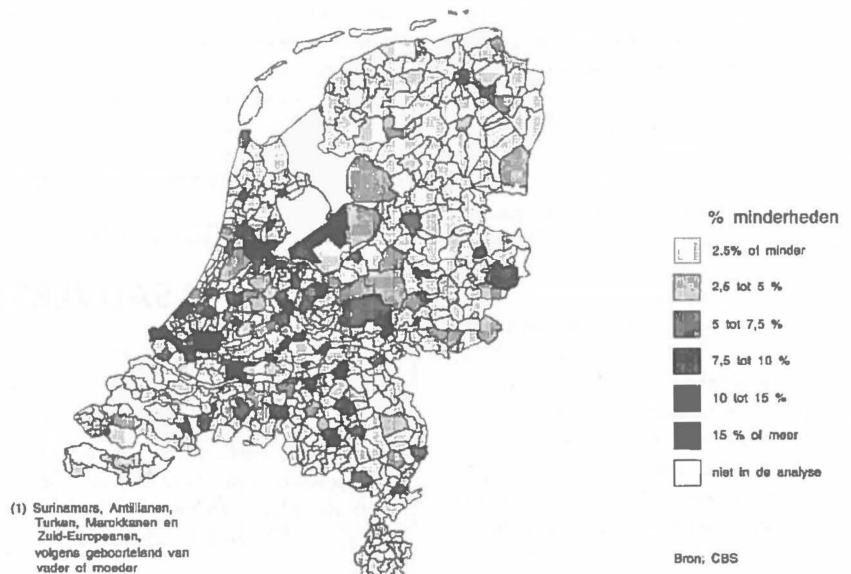 % minderheden
2.5% of minder
2,5 tot 5 %
5 tot 7,5 %
7,5 tot 10 %
10 tot 15 %
15 % of meer
niet in de analyse
(1) Surinamers, Antillianen,
Turken, Marokkanen en
Zuid-Europeanen,
volgens geboorteland van
vader of moeder
Bron; CBS